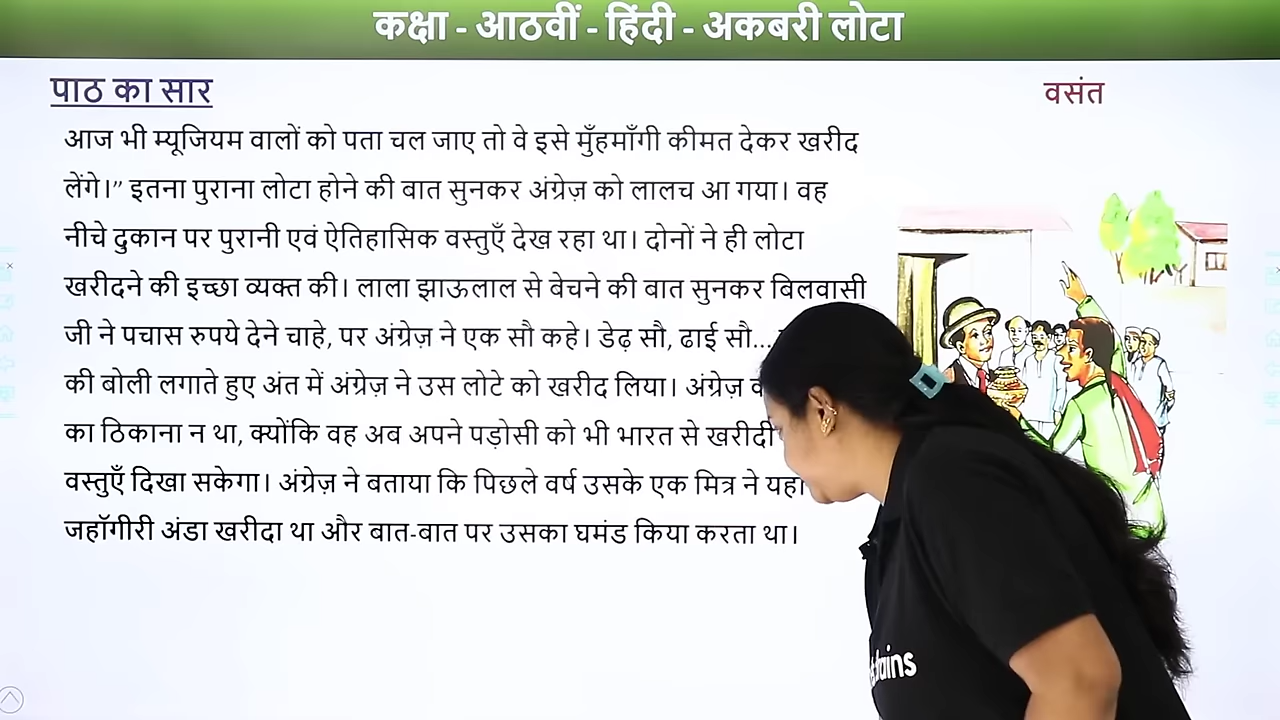 कक्षा - आठवीं - हिंदी - अकबरी लोटा
पाठ का सार
वसंत
आज भी म्यूजियम वालों को पता चल जाए तो वे इसे मुँहमाँगी कीमत देकर खरीद
लेंगे।” इतना पुराना लोटा होने की बात सुनकर अंग्रेज़ को लालच आ गया। वह
नीचे दुकान पर पुरानी एवं ऐतिहासिक वस्तुएँ देख रहा था। दोनों ने ही लोटा
खरीदने की इच्छा व्यक्त की। लाला झाऊलाल से बेचने की बात सुनकर विलवासी
जी ने पचास रुपये देने चाहे, पर अंग्रेज़ ने एक सौ कहे। डेढ़ सौ, ढाई सौ...
की बोली लगाते हुए अंत में अंग्रेज़ ने उस लोटे को खरीद लिया। अंग्रेज़
का ठिकाना न था, क्योंकि वह अब अपने पड़ोसी को भी भारत से खरीदी
वस्तुएँ दिखा सकेगा। अंग्रेज़ ने बताया कि पिछले वर्ष उसके एक मित्र ने
जहॉगीरी अंडा खरीदा था और बात-बात पर उसका घमंड किया करता था।